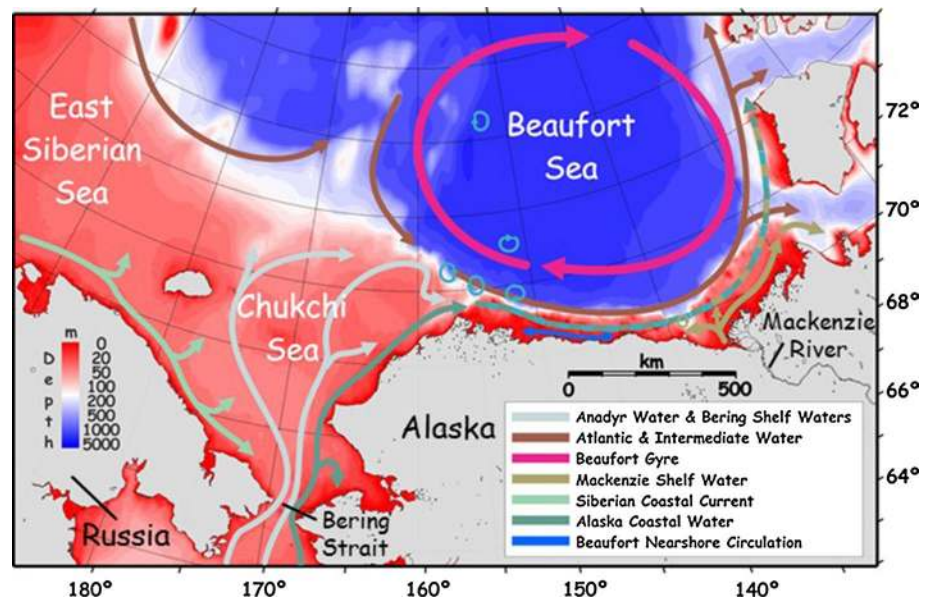 East
Siberian
Sea
Beaufort
Sea
72°
70°
68°
66°
64°
Chukchi
Sea
Mackenzie
River
Alaska
Bering
Strait
Russia
km
0 500
m
Depth
0
20
50
100
200
500
1000
5000
Anadyr Water & Bering Shelf Waters
Atlantic & Intermediate Water
Beaufort Gyre
Mackenzie Shelf Water
Siberian Coastal Current
Alaska Coastal Water
Beaufort Nearshore Circulation
180° 170° 160° 150° 140°